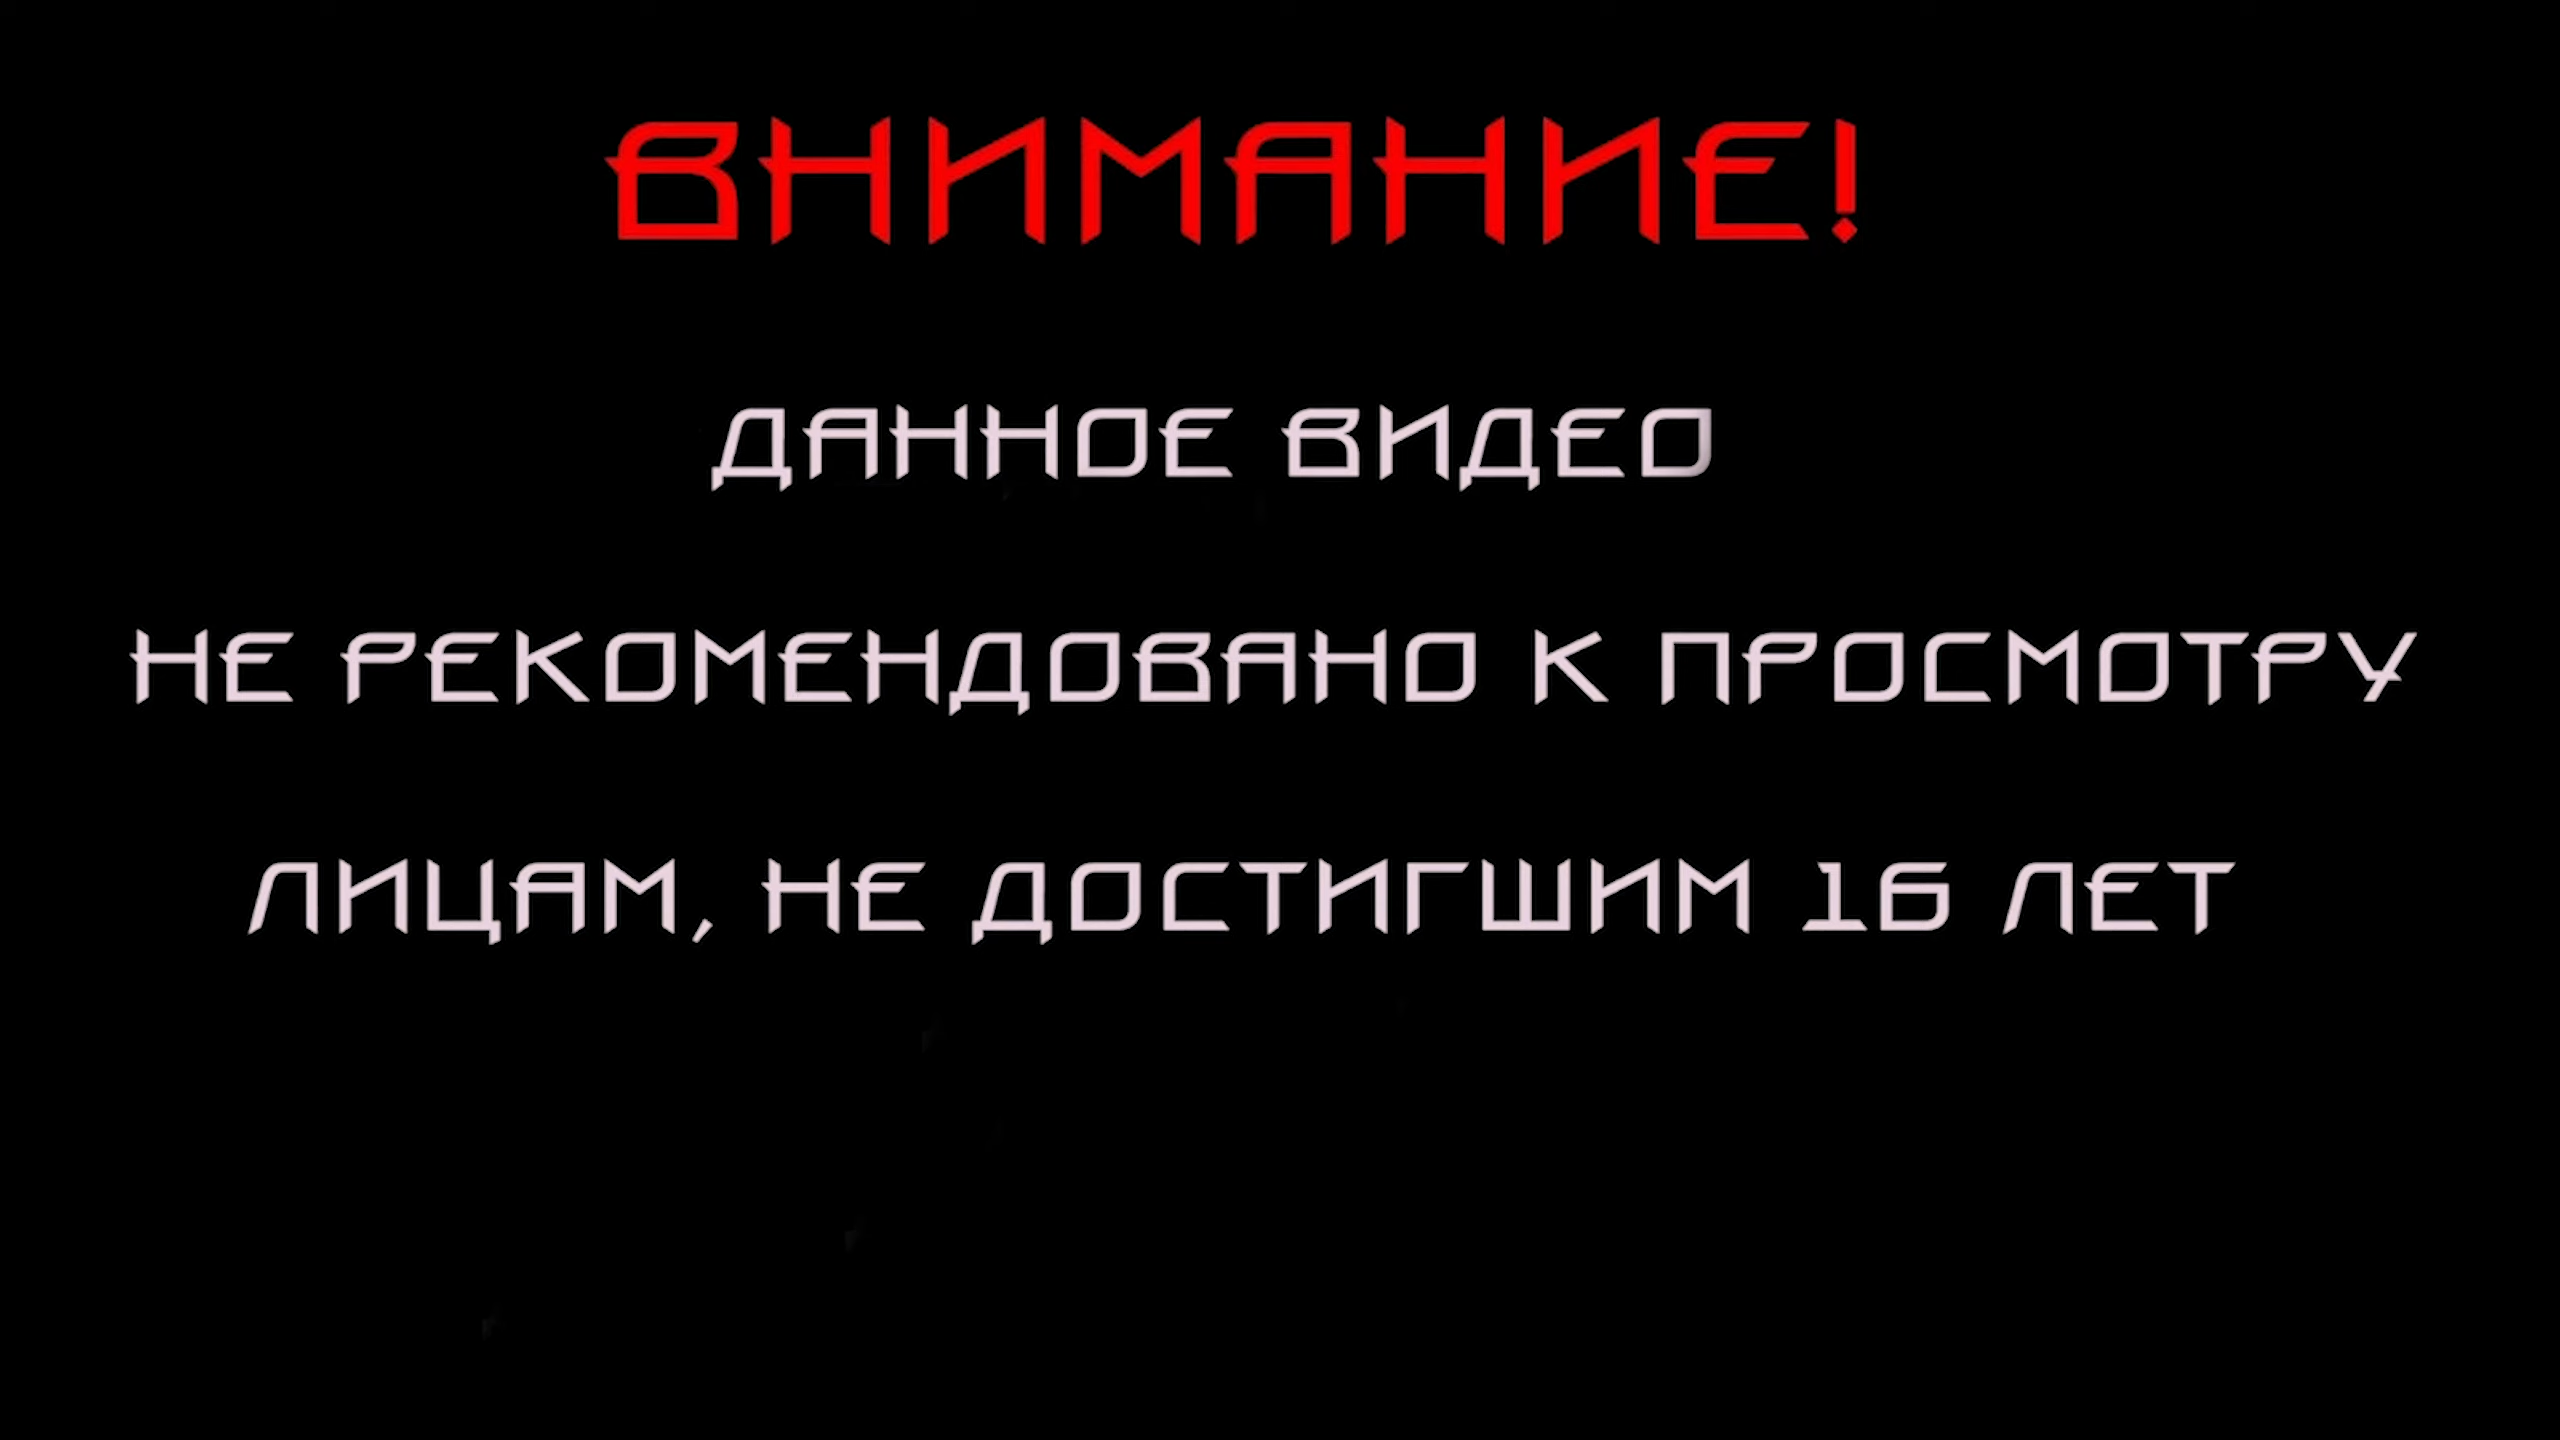 ВНИМАНИЕ!
ДАННОЕ ВИДЕО
НЕ РЕКОМЕНДОВАНО К ПРОСМОТРУ
ЛИЦАМ, НЕ ДОСТИГШИМ 16 ЛЕТ